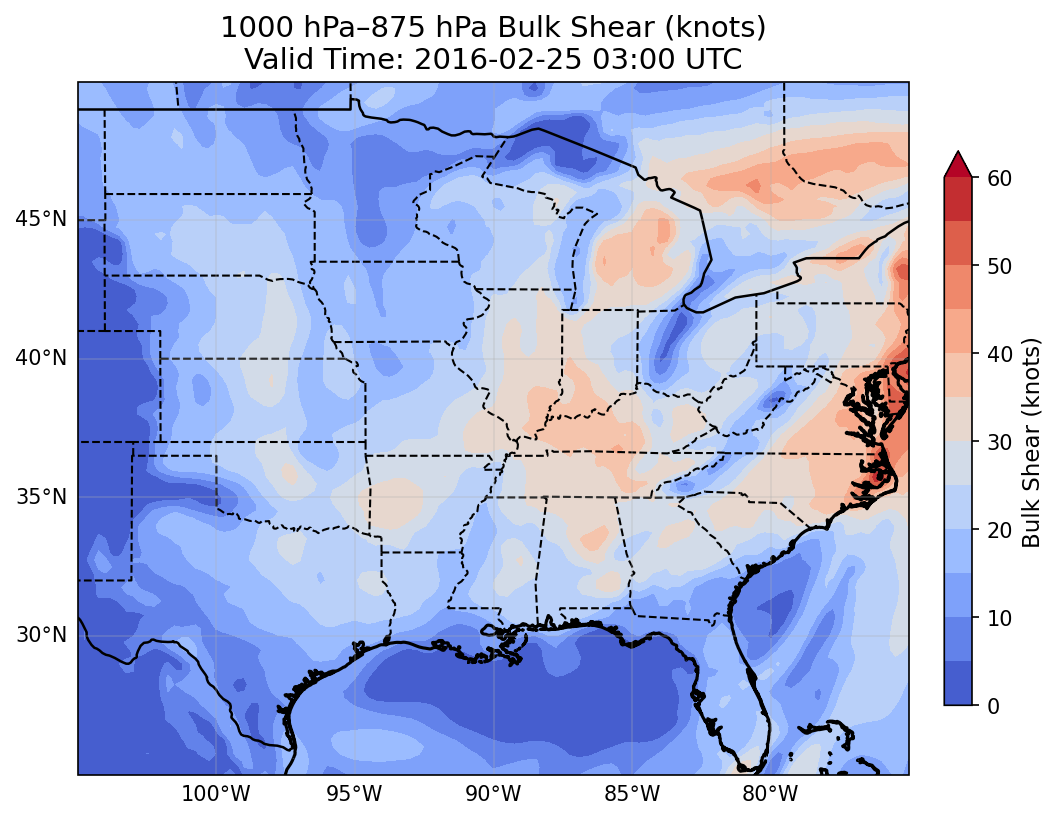 1000 hPa–875 hPa Bulk Shear (knots)
Valid Time: 2016-02-25 03:00 UTC
45°N
40°N
35°N
30°N
100°W
95°W
90°W
85°W
80°W
60
50
40
30
20
10
0
Bulk Shear (knots)